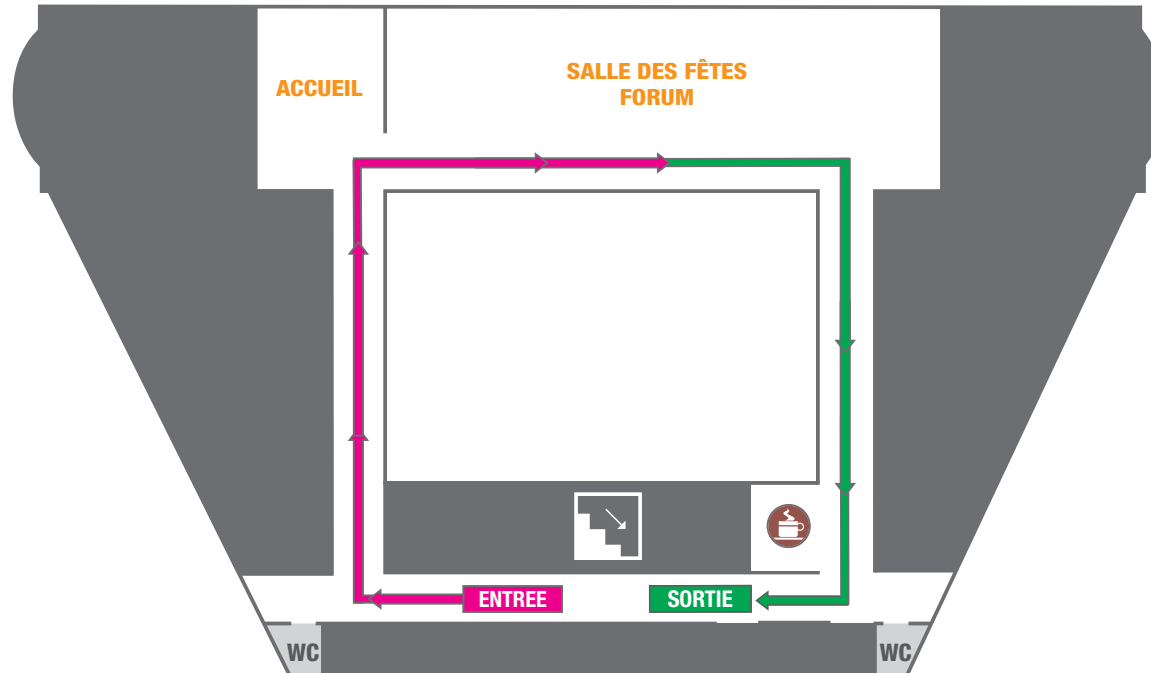 ACCUEIL
SALLE DES FÊTES
FORUM
ENTREE
SORTIE
WC
WC